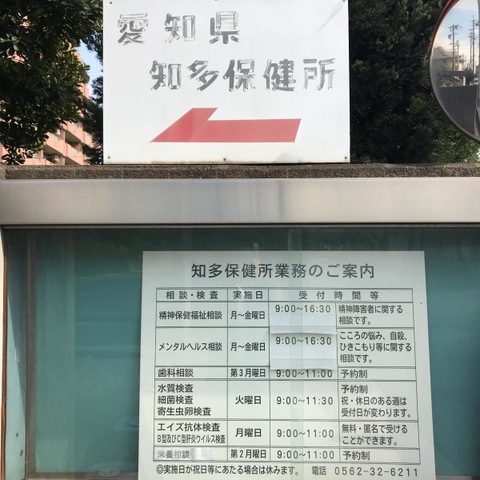 愛知県
知多保健所
知多保健所業務のご案内
相談・検査 実施日 受付時間等
精神保健福祉相談 月～金曜日 9:00～16:30 精神障害者に関する
相談です。
メンタルヘルス相談 月～金曜日 9:00～16:30 こころの悩み、自殺、
ひきこもり等に関する
相談です。
歯科相談 第3月曜日 9:00～11:00 予約制
水質検査
細菌検査
寄生虫卵検査 火曜日 9:00～11:30 予約制
祝・休日のある週は
受付日が変わります。
エイズ抗体検査
B型及びC型肝炎ウイルス検査 月曜日 9:00～11:00 無料・匿名で受ける
ことができます。
栄養相談 第2月曜日 9:00～11:00 予約制
◎実施日が祝日等にあたる場合は休みます。 電話 0562-32-6211